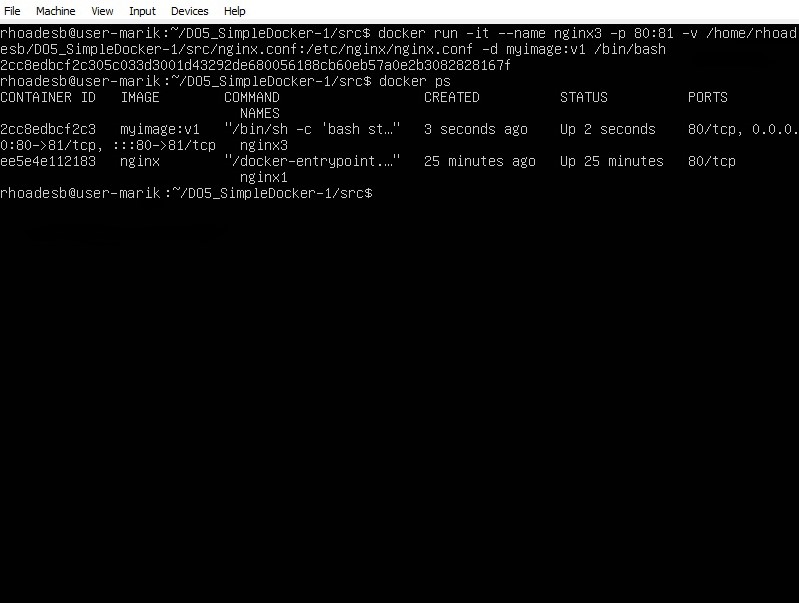 File Machine View Input Devices Help
rhoadesb@user-marik:~/DO5_SimpleDocker-1/src$ docker run -it --name nginx3 -p 80:81 -v /home/rhoad
esb/DO5_SimpleDocker-1/src/nginx.conf:/etc/nginx/nginx.conf -d myimage:v1 /bin/bash
2cc8edbcf2c305c033d3001d43292de680056188cb60eb57a0e2b3082828167f
rhoadesb@user-marik:~/DO5_SimpleDocker-1/src$ docker ps
CONTAINER ID   IMAGE        COMMAND                  CREATED          STATUS          PORTS
NAMES
2cc8edbcf2c3   myimage:v1   "/bin/sh -c 'bash st…"   3 seconds ago    Up 2 seconds    80/tcp, 0.0.0.
0:80->81/tcp, :::80->81/tcp   nginx3
ee5e4e112183   nginx        "/docker-entrypoint.…"   25 minutes ago   Up 25 minutes   80/tcp
nginx1
rhoadesb@user-marik:~/DO5_SimpleDocker-1/src$